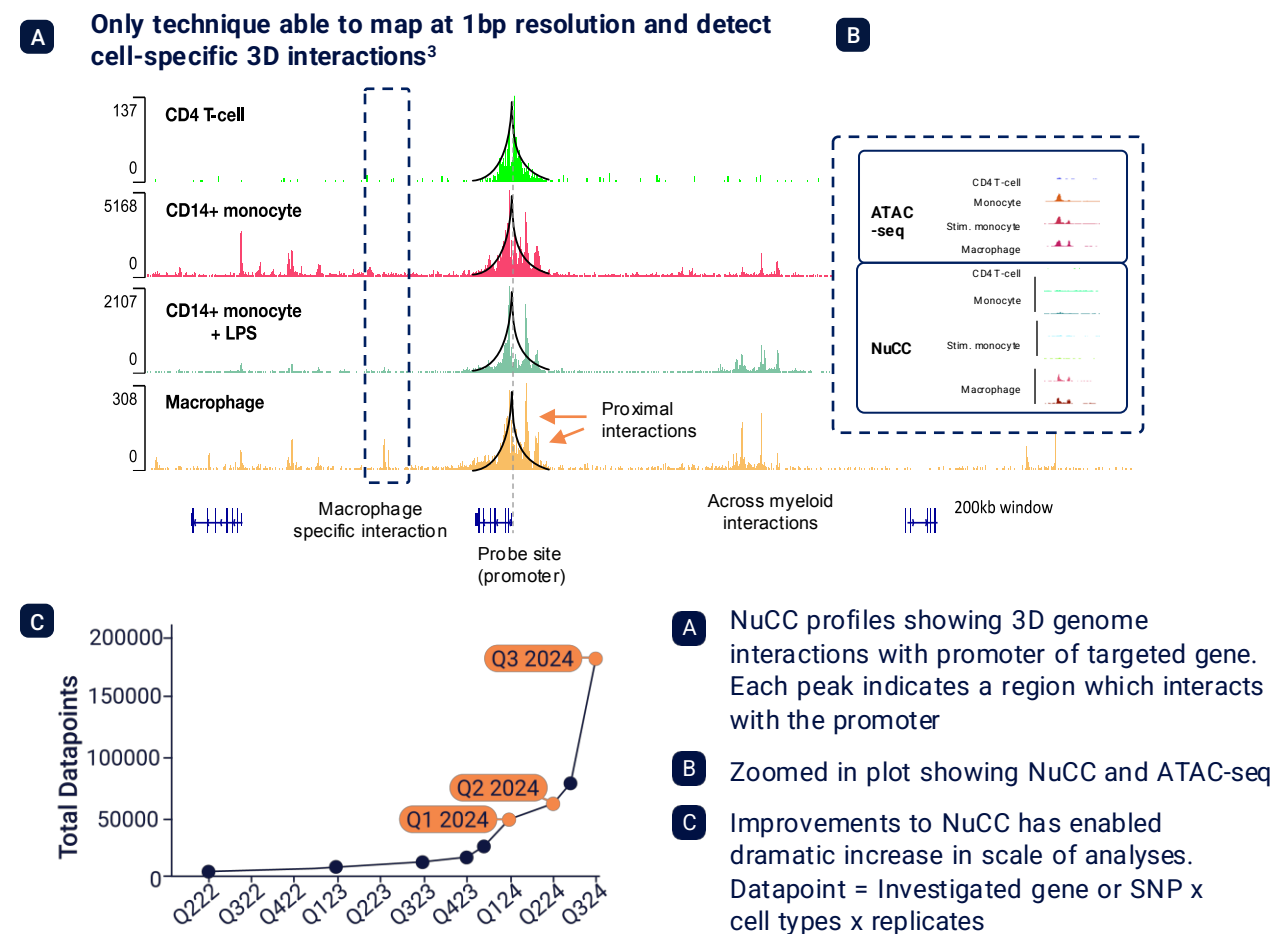 A
Only technique able to map at 1bp resolution and detect
cell-specific 3D interactions³
137
CD4 T-cell
0
5168
CD14+ monocyte
0
2107
CD14+ monocyte
+ LPS
0
308
Macrophage
0
Proximal
interactions
Macrophage
specific interaction
Across myeloid
interactions
200kb window
Probe site
(promoter)
B
ATAC
-seq
CD4 T-cell
Monocyte
Stim. monocyte
Macrophage
NuCC
CD4 T-cell
Monocyte
Stim. monocyte
Macrophage
C
Total Datapoints
200000
150000
100000
50000
0
Q3 2024
Q2 2024
Q1 2024
Q222
Q322
Q422
Q123
Q223
Q323
Q423
Q124
Q224
Q324
A
NuCC profiles showing 3D genome
interactions with promoter of targeted gene.
Each peak indicates a region which interacts
with the promoter
B
Zoomed in plot showing NuCC and ATAC-seq
C
Improvements to NuCC has enabled
dramatic increase in scale of analyses.
Datapoint = Investigated gene or SNP x
cell types x replicates